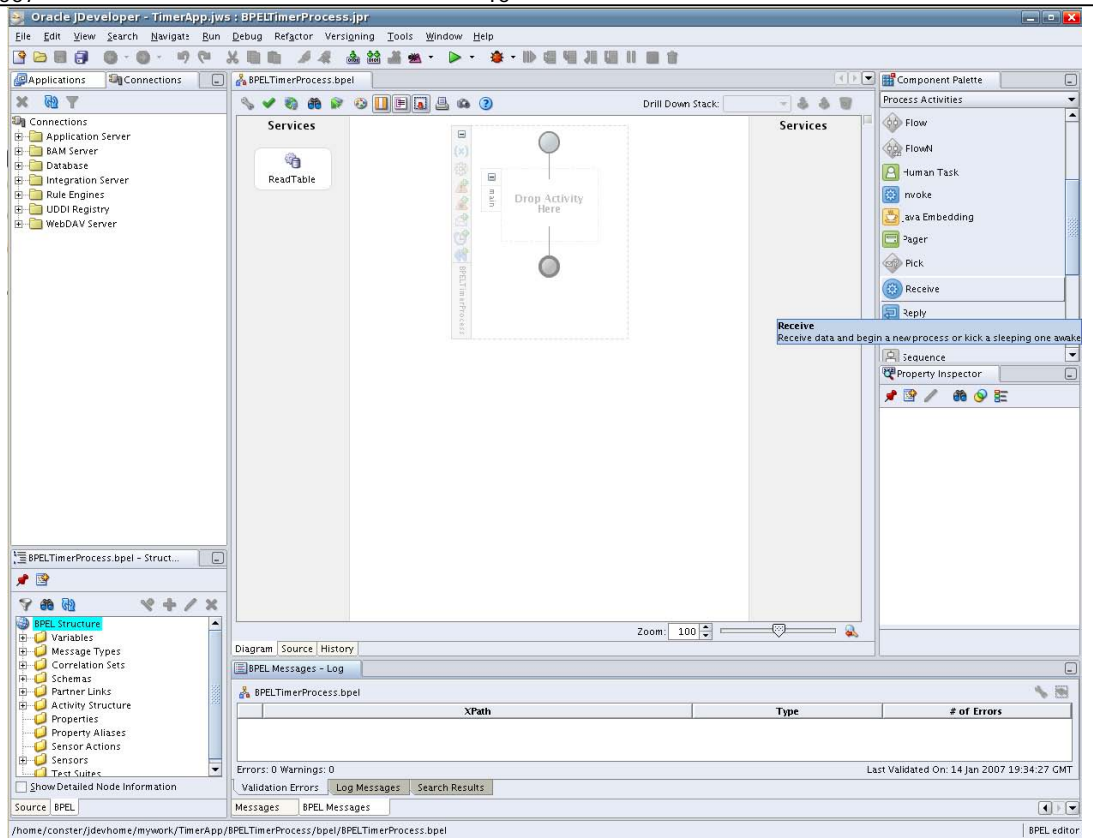 Oracle JDeveloper - TimerApp.jws : BPELTimerProcess.jpr
File Edit View Search Navigate Run Debug Refactor Versioning Tools Window Help
Applications Connections
BPELTimerProcess.bpel
Component Palette
Drill Down Stack:
Process Activities
Connections
Application Server
BAM Server
Database
Integration Server
Rule Engines
UDDI Registry
WebDAV Server
Services
ReadTable
main
Drop Activity
Here
BPELTimerProcess
Services
Flow
FlowN
Human Task
nvoke
ava Embedding
Pager
Pick
Receive
Reply
Receive
Receive data and begin a new process or kick a sleeping one awake
Sequence
Property Inspector
BPELTimerProcess.bpel - Struct...
BPEL Structure
Variables
Message Types
Correlation Sets
Schemas
Partner Links
Activity Structure
Properties
Property Aliases
Sensor Actions
Sensors
Test Suites
Show Detailed Node Information
Source BPEL
Zoom: 100
Diagram Source History
BPEL Messages - Log
BPELTimerProcess.bpel
XPath Type # of Errors
Errors: 0 Warnings: 0
Last Validated On: 14 Jan 2007 19:34:27 GMT
Validation Errors Log Messages Search Results
Messages BPEL Messages
/home/conster/jdevhome/mywork/TimerApp/BPELTimerProcess/bpel/BPELTimerProcess.bpel
BPEL editor